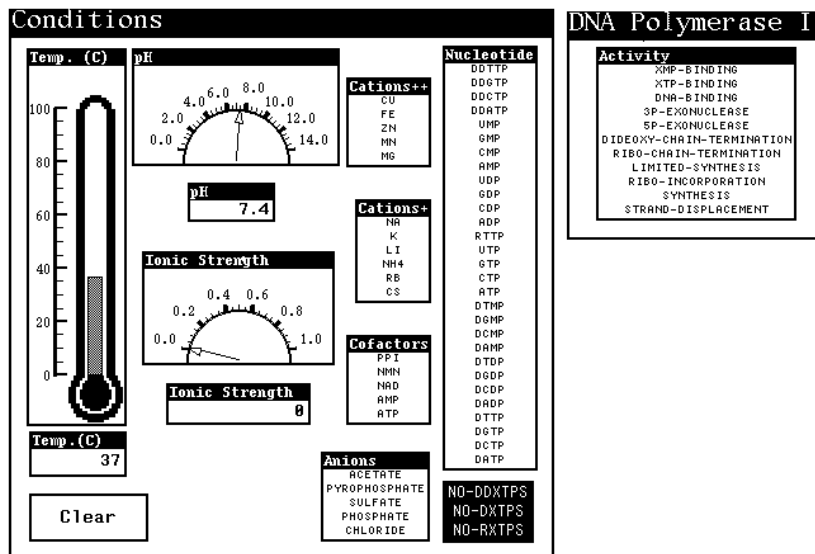 Conditions
Temp. (C)
100
80
60
40
20
0
Temp.(C)
37
Clear
pH
0.0 2.0 4.0 6.0 8.0 10.0 12.0 14.0
pH
7.4
Ionic Strength
0.0 0.2 0.4 0.6 0.8 1.0
Ionic Strength
0
Cations++
CU
FE
ZN
MN
MG
Cations+
NA
K
LI
NH4
RB
CS
Cofactors
PPI
NMN
NAD
AMP
ATP
Anions
ACETATE
PYROPHOSPHATE
SULFATE
PHOSPHATE
CHLORIDE
Nucleotide
DDTTP
DDGTP
DDCTP
DDATP
UMP
GMP
CMP
AMP
UDP
GDP
CDP
ADP
RTTP
UTP
GTP
CTP
ATP
DTMP
DGMP
DCMP
DAMP
DTDP
DGDP
DCDP
DADP
DTTP
DGTP
DCTP
DATP
NO-DDXTPS
NO-DXTPS
NO-RXTPS
DNA Polymerase I
Activity
XMP-BINDING
XTP-BINDING
DNA-BINDING
3P-EXONUCLEASE
5P-EXONUCLEASE
DIDEOXY-CHAIN-TERMINATION
RIBO-CHAIN-TERMINATION
LIMITED-SYNTHESIS
RIBO-INCORPORATION
SYNTHESIS
STRAND-DISPLACEMENT